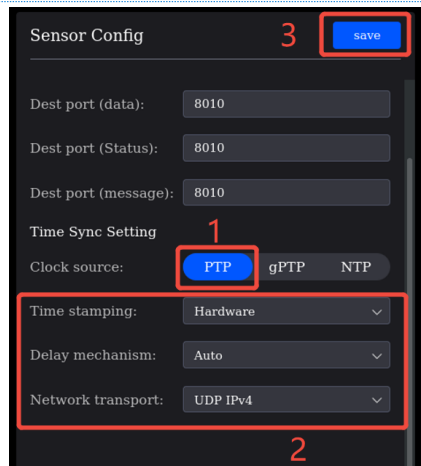 Sensor Config 3 save
Dest port (data): 8010
Dest port (Status): 8010
Dest port (message): 8010
Time Sync Setting 1
Clock source: PTP gPTP NTP
Time stamping: Hardware
Delay mechanism: Auto
Network transport: UDP IPv4
2